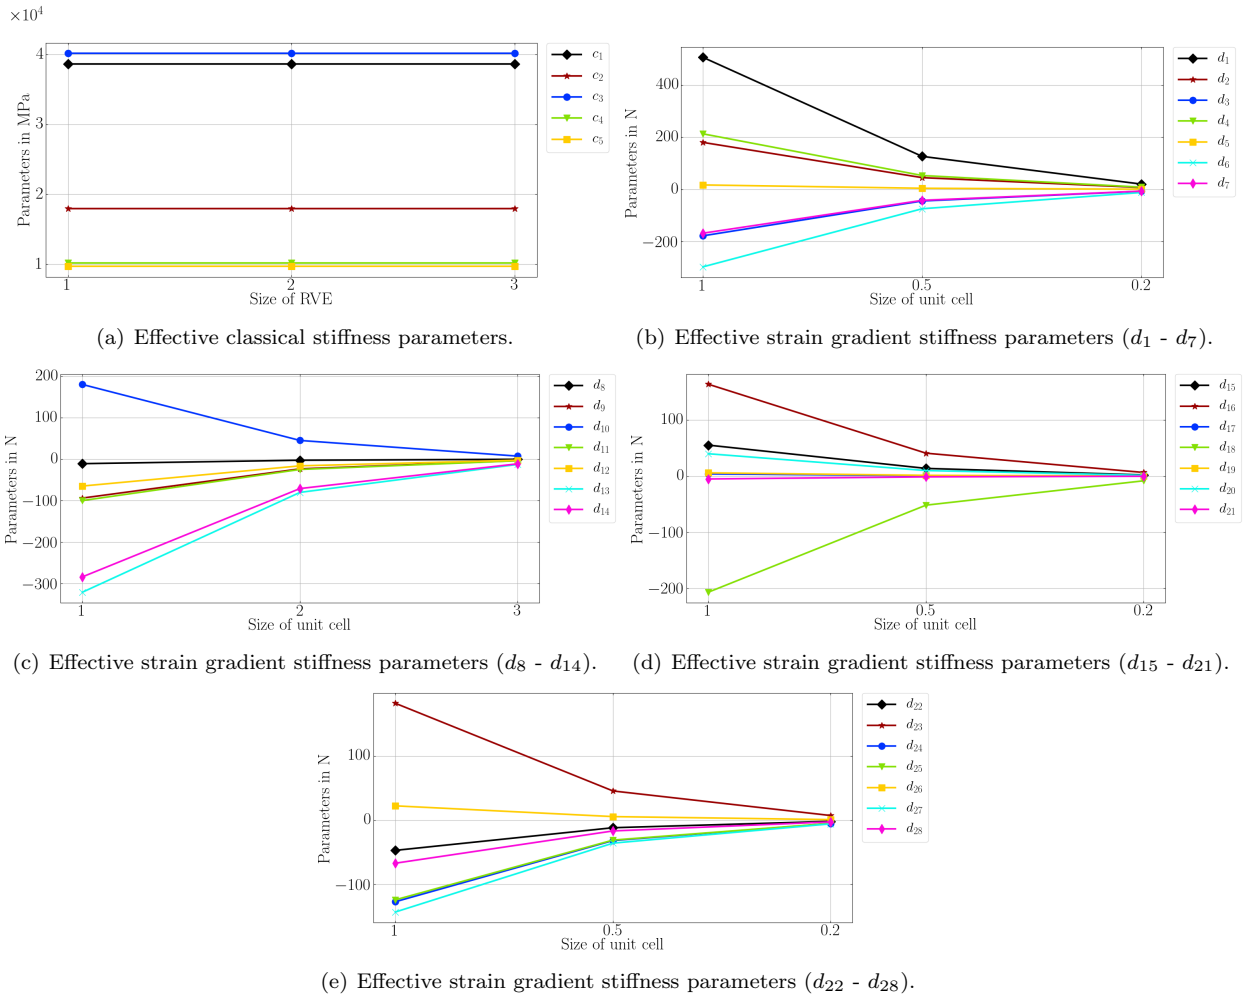 ×10⁴
4
3
2
1
Parameters in MPa
1 2 3
Size of RVE
c₁
c₂
c₃
c₄
c₅
(a) Effective classical stiffness parameters.
400
200
0
−200
Parameters in N
1 0.5 0.2
Size of unit cell
d₁
d₂
d₃
d₄
d₅
d₆
d₇
(b) Effective strain gradient stiffness parameters (d₁ - d₇).
200
100
0
−100
−200
−300
Parameters in N
1 2 3
Size of unit cell
d₈
d₉
d₁₀
d₁₁
d₁₂
d₁₃
d₁₄
(c) Effective strain gradient stiffness parameters (d₈ - d₁₄).
100
0
−100
−200
Parameters in N
1 0.5 0.2
Size of unit cell
d₁₅
d₁₆
d₁₇
d₁₈
d₁₉
d₂₀
d₂₁
(d) Effective strain gradient stiffness parameters (d₁₅ - d₂₁).
100
0
−100
Parameters in N
1 0.5 0.2
Size of unit cell
d₂₂
d₂₃
d₂₄
d₂₅
d₂₆
d₂₇
d₂₈
(e) Effective strain gradient stiffness parameters (d₂₂ - d₂₈).